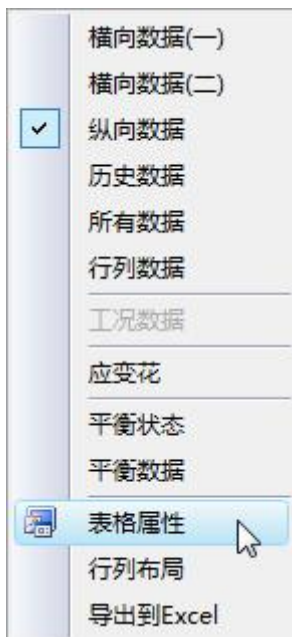 横向数据(一)
横向数据(二)
纵向数据
历史数据
所有数据
行列数据
工况数据
应变花
平衡状态
平衡数据
表格属性
行列布局
导出到Excel